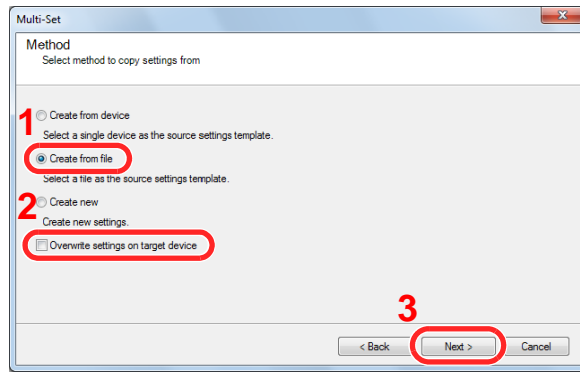 Multi-Set
x
Method
Select method to copy settings from
1
Create from device
Select a single device as the source settings template.
Create from file
Select a file as the source settings template.
2
Create new
Create new settings.
Overwrite settings on target device
3
< Back
Next >
Cancel